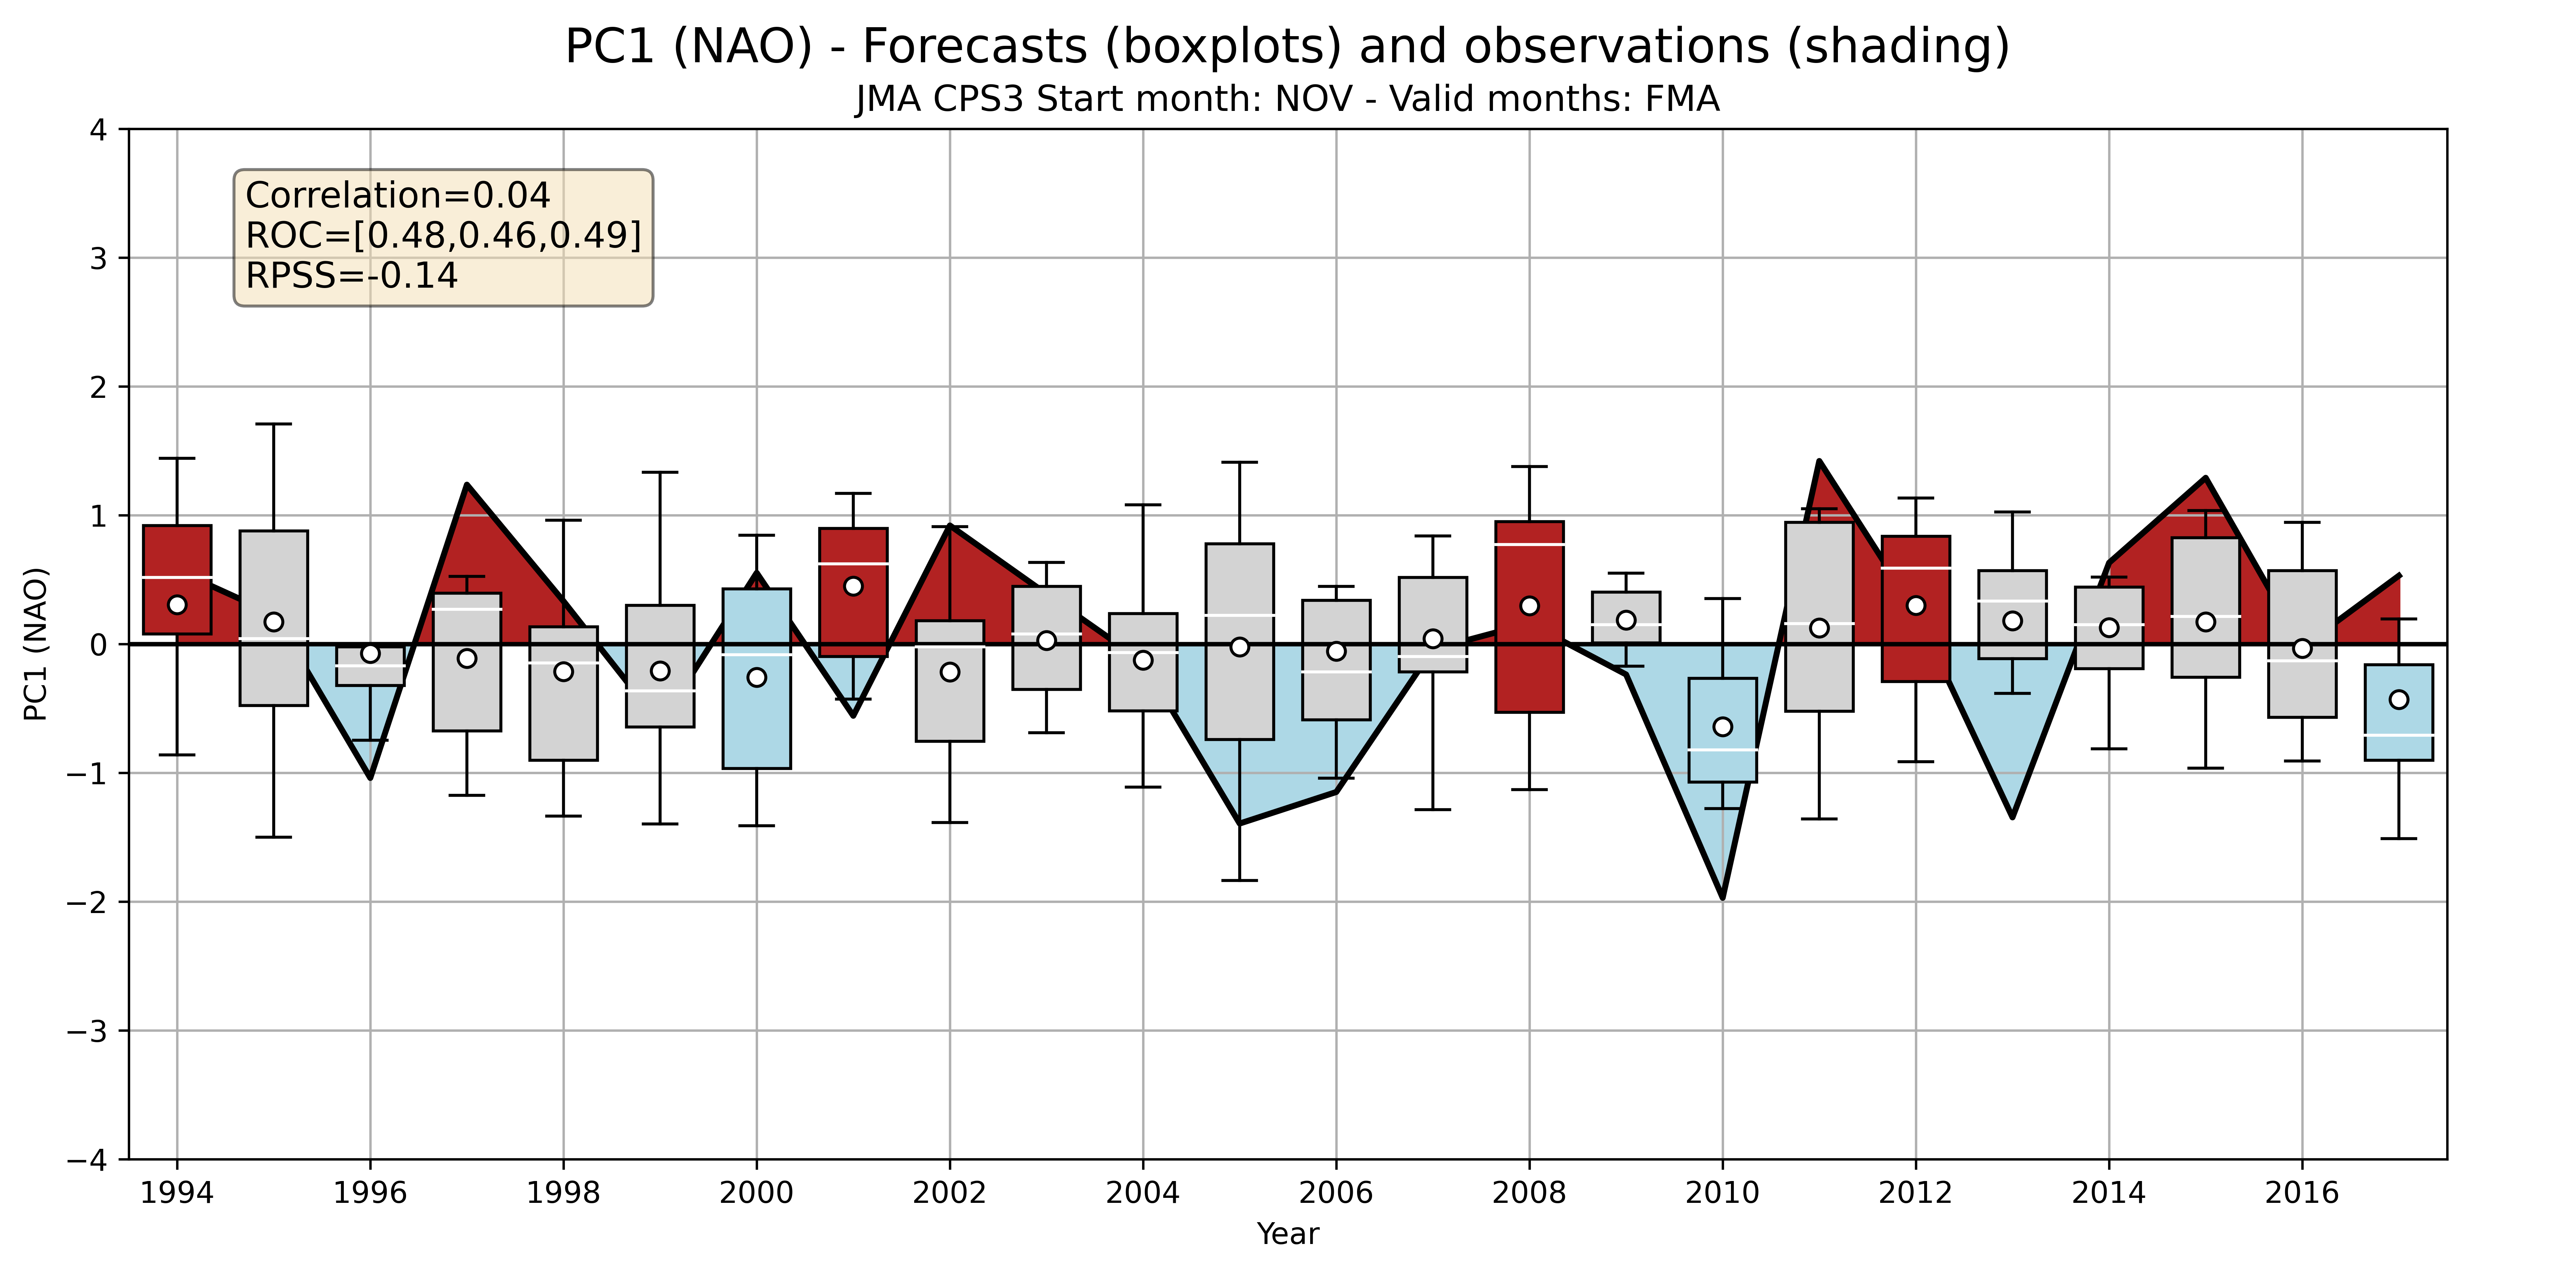 PC1 (NAO) - Forecasts (boxplots) and observations (shading)
JMA CPS3 Start month: NOV - Valid months: FMA
Correlation=0.04
ROC=[0.48,0.46,0.49]
RPSS=-0.14
PC1 (NAO)
4
3
2
1
0
−1
−2
−3
−4
1994 1996 1998 2000 2002 2004 2006 2008 2010 2012 2014 2016
Year